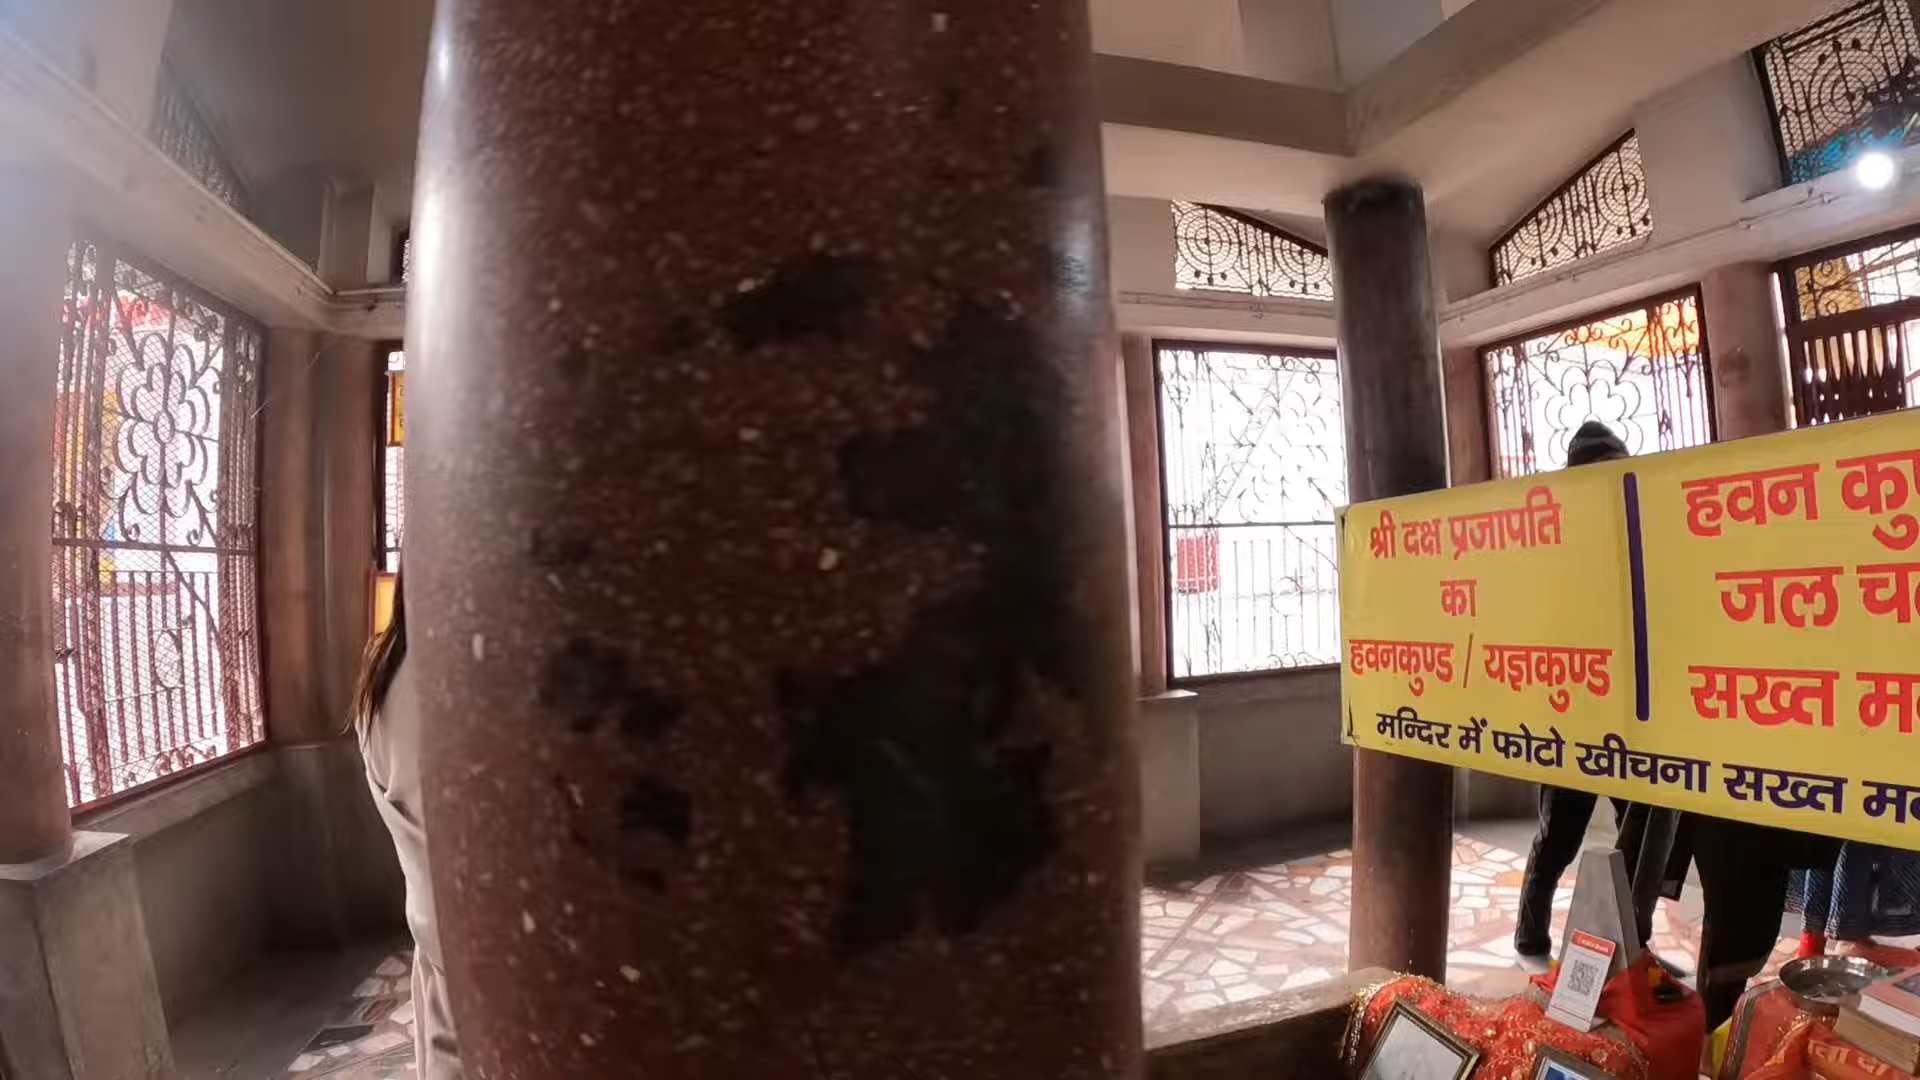 श्री दक्ष प्रजापति
का
हवनकुण्ड / यज्ञकुण्ड
हवन
जल
सख्त
मन्दिर में फोटो खीचना सख्त